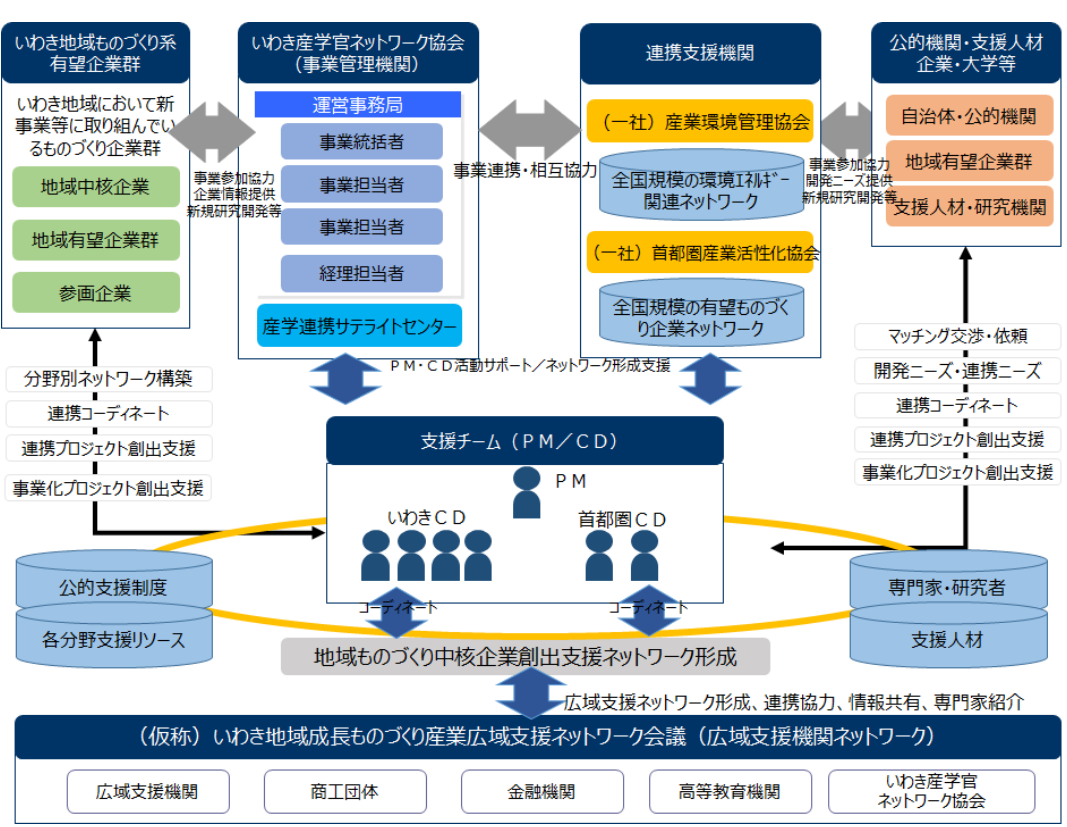 いわき地域ものづくり系
有望企業群
いわき地域において新
事業等に取り組んでい
るものづくり企業群
地域中核企業
地域有望企業群
参画企業
事業参加協力
企業情報提供
新規研究開発等
いわき産学官ネットワーク協会
(事業管理機関)
運営事務局
事業統括者
事業担当者
事業担当者
経理担当者
産学連携サテライトセンター
事業連携・相互協力
連携支援機関
(一社)産業環境管理協会
全国規模の環境エネルギー
関連ネットワーク
(一社)首都圏産業活性化協会
全国規模の有望ものづく
り企業ネットワーク
事業参加協力
開発ニーズ提供
新規研究開発等
公的機関・支援人材
企業・大学等
自治体・公的機関
地域有望企業群
支援人材・研究機関
PM・CD活動サポート/ネットワーク形成支援
分野別ネットワーク構築
連携コーディネート
連携プロジェクト創出支援
事業化プロジェクト創出支援
マッチング交渉・依頼
開発ニーズ・連携ニーズ
連携コーディネート
連携プロジェクト創出支援
事業化プロジェクト創出支援
支援チーム(PM/CD)
PM
いわきCD
首都圏CD
コーディネート
コーディネート
公的支援制度
各分野支援リソース
専門家・研究者
支援人材
地域ものづくり中核企業創出支援ネットワーク形成
広域支援ネットワーク形成、連携協力、情報共有、専門家紹介
(仮称)いわき地域成長ものづくり産業広域支援ネットワーク会議(広域支援機関ネットワーク)
広域支援機関
商工団体
金融機関
高等教育機関
いわき産学官
ネットワーク協会